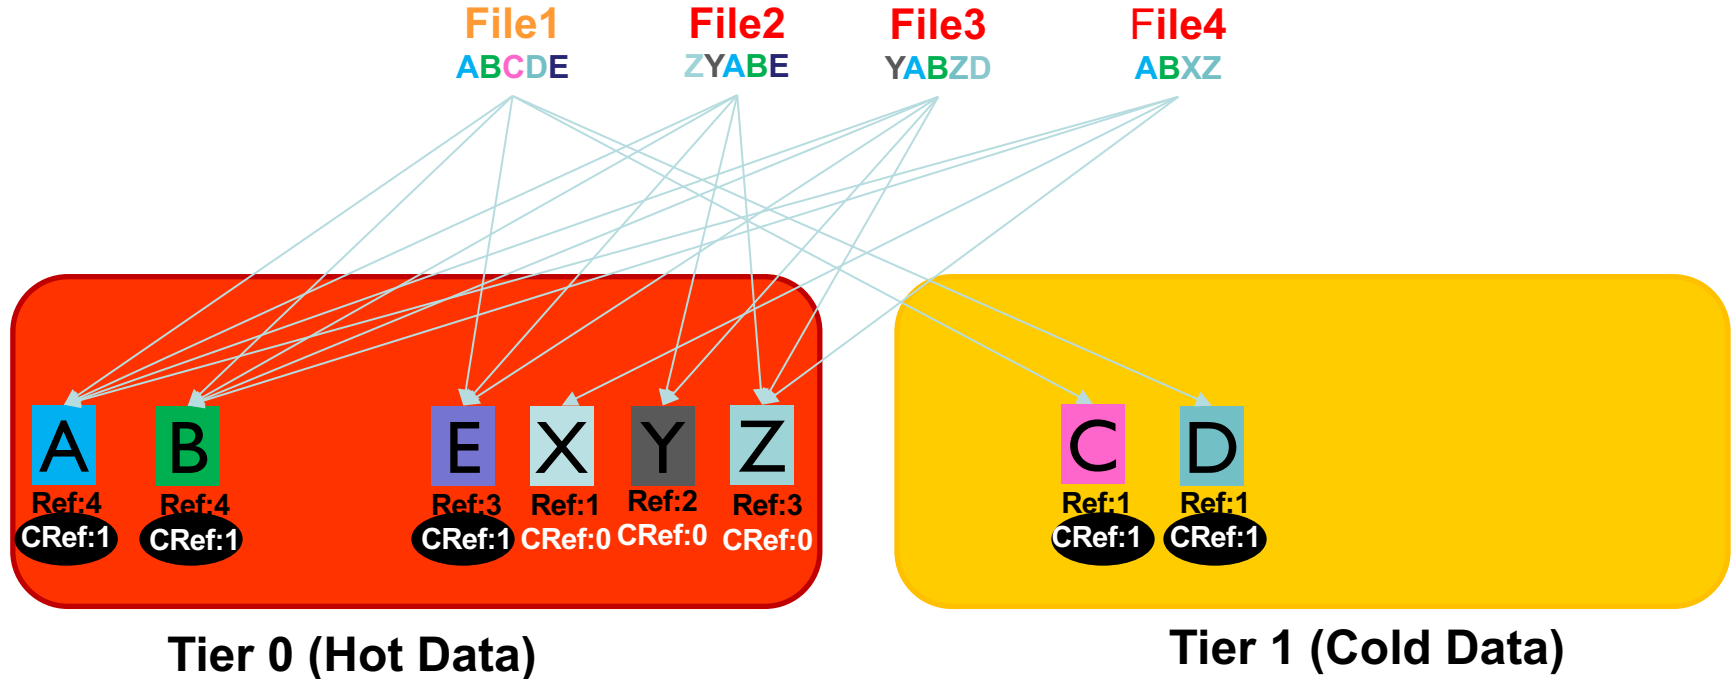 File1 File2 File3 File4
ABCDE ZYABE YABZD ABXZ
A B E X Y Z C D
Ref:4 Ref:4 Ref:3 Ref:1 Ref:2 Ref:3 Ref:1 Ref:1
CRef:1 CRef:1 CRef:1 CRef:0 CRef:0 CRef:0 CRef:1 CRef:1
Tier 0 (Hot Data) Tier 1 (Cold Data)